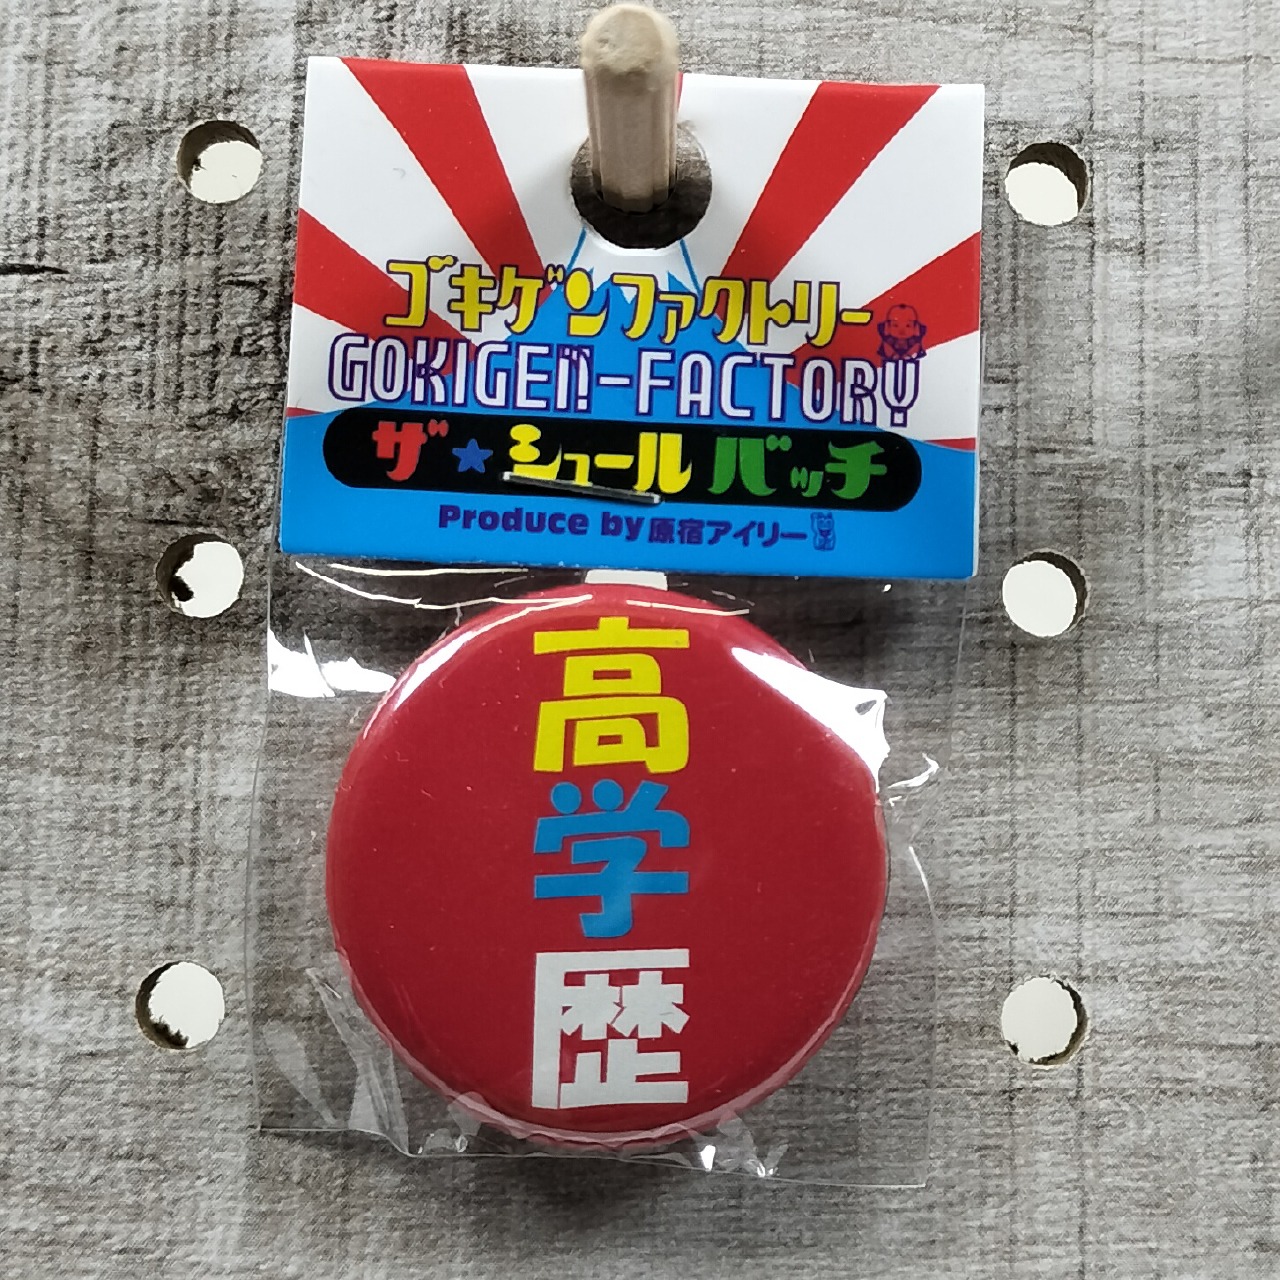 ゴキゲンファクトリー
GOKIGEN-FACTORY
ザ★シュールバッチ
Produce by 原宿アイリー
高
学
歴